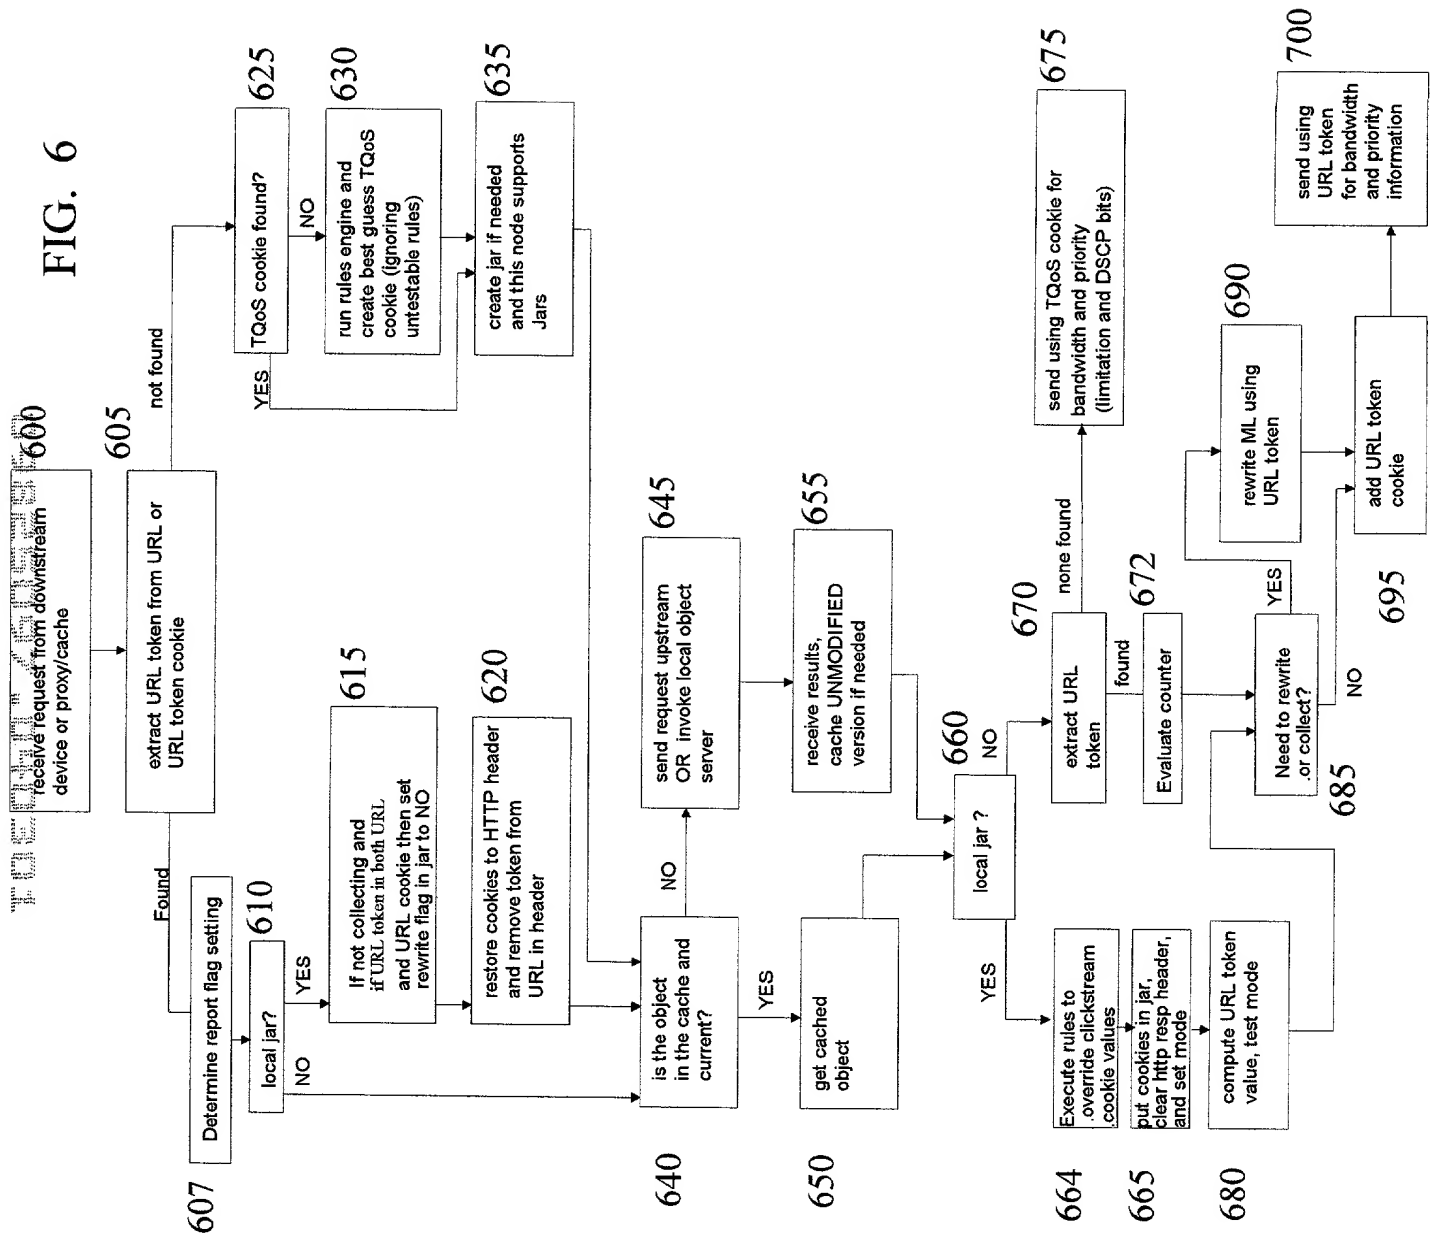 FIG. 6
600
receive request from downstream
device or proxy/cache
605
extract URL token from URL or
URL token cookie
Found
not found
607
Determine report flag setting
610
local jar?
YES
NO
615
If not collecting and
if URL token in both URL
and URL cookie then set
rewrite flag in jar to NO
620
restore cookies to HTTP header
and remove token from
URL in header
625
TQoS cookie found?
YES
NO
630
run rules engine and
create best guess TQoS
cookie (ignoring
untestable rules)
635
create jar if needed
and this node supports
Jars
640
is the object
in the cache and
current?
NO
YES
645
send request upstream
OR invoke local object
server
650
get cached
object
655
receive results,
cache UNMODIFIED
version if needed
660
local jar ?
YES
NO
664
Execute rules to
.override clickstream
.cookie values
665
put cookies in jar,
clear http resp header,
and set mode
680
compute URL token
value, test mode
670
extract URL
token
none found
found
675
send using TQoS cookie for
bandwidth and priority
(limitation and DSCP bits)
672
Evaluate counter
685
Need to rewrite
.or collect?
YES
NO
690
rewrite ML using
URL token
695
add URL token
cookie
700
send using
URL token
for bandwidth
and priority
information